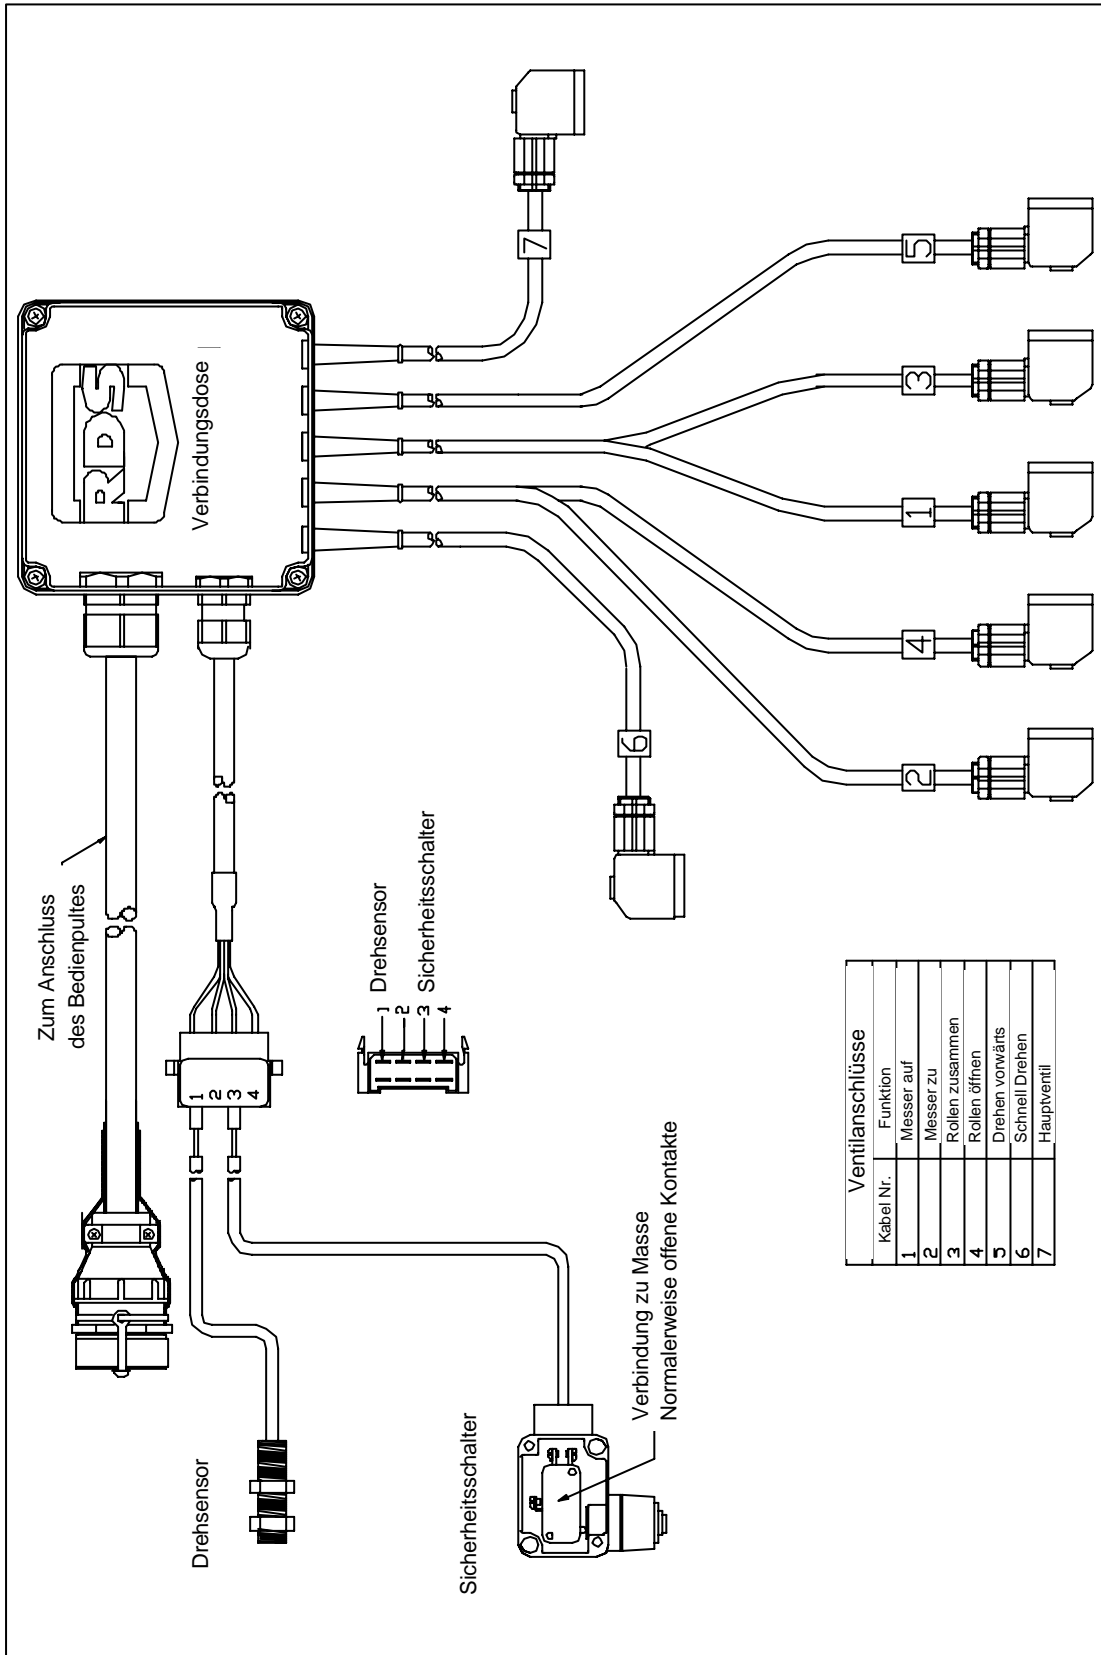 Zum Anschluss
des Bedienpultes
RDS
Verbindungsdose
Drehsensor
1
2
3
4
Drehsensor
1
2
3
4
Sicherheitsschalter
Sicherheitsschalter
Verbindung zu Masse
Normalerweise offene Kontakte
7
5
3
1
4
2
6
Ventilanschlüsse
Kabel Nr. Funktion
1 Messer auf
2 Messer zu
3 Rollen zusammen
4 Rollen öffnen
5 Drehen vorwärts
6 Schnell Drehen
7 Hauptventil